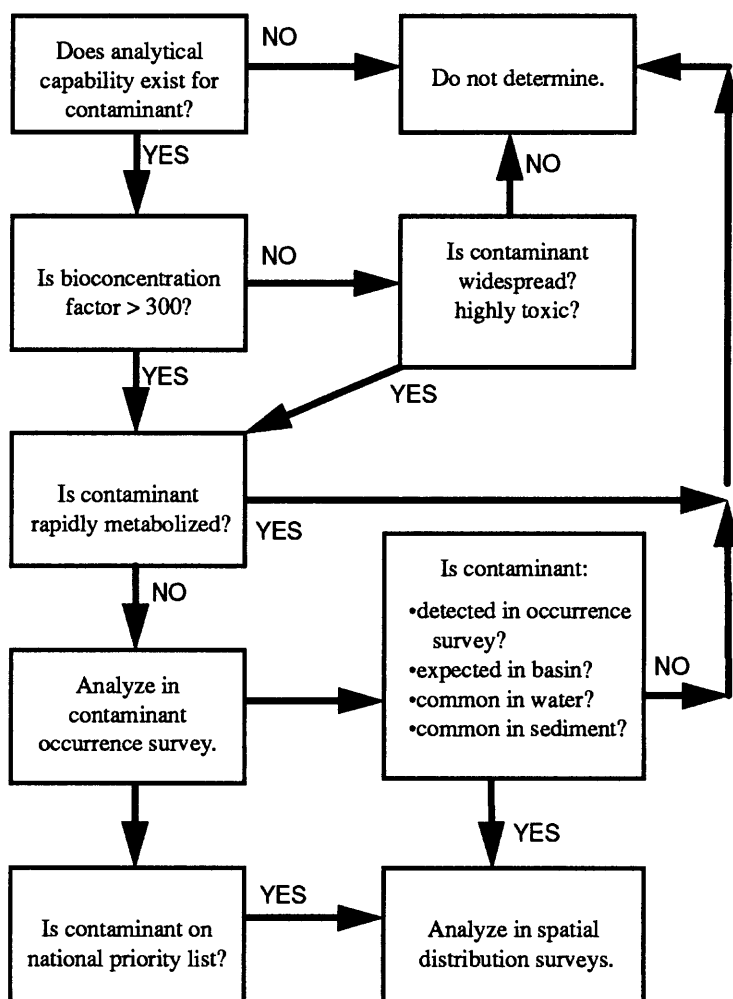 Does analytical
capability exist for
contaminant?
NO
Do not determine.
YES
NO
Is bioconcentration
factor > 300?
NO
Is contaminant
widespread?
highly toxic?
YES
YES
Is contaminant
rapidly metabolized?
YES
NO
Is contaminant:
•detected in occurrence
survey?
•expected in basin?
•common in water?
•common in sediment?
NO
Analyze in
contaminant
occurrence survey.
YES
Is contaminant on
national priority list?
YES
Analyze in spatial
distribution surveys.